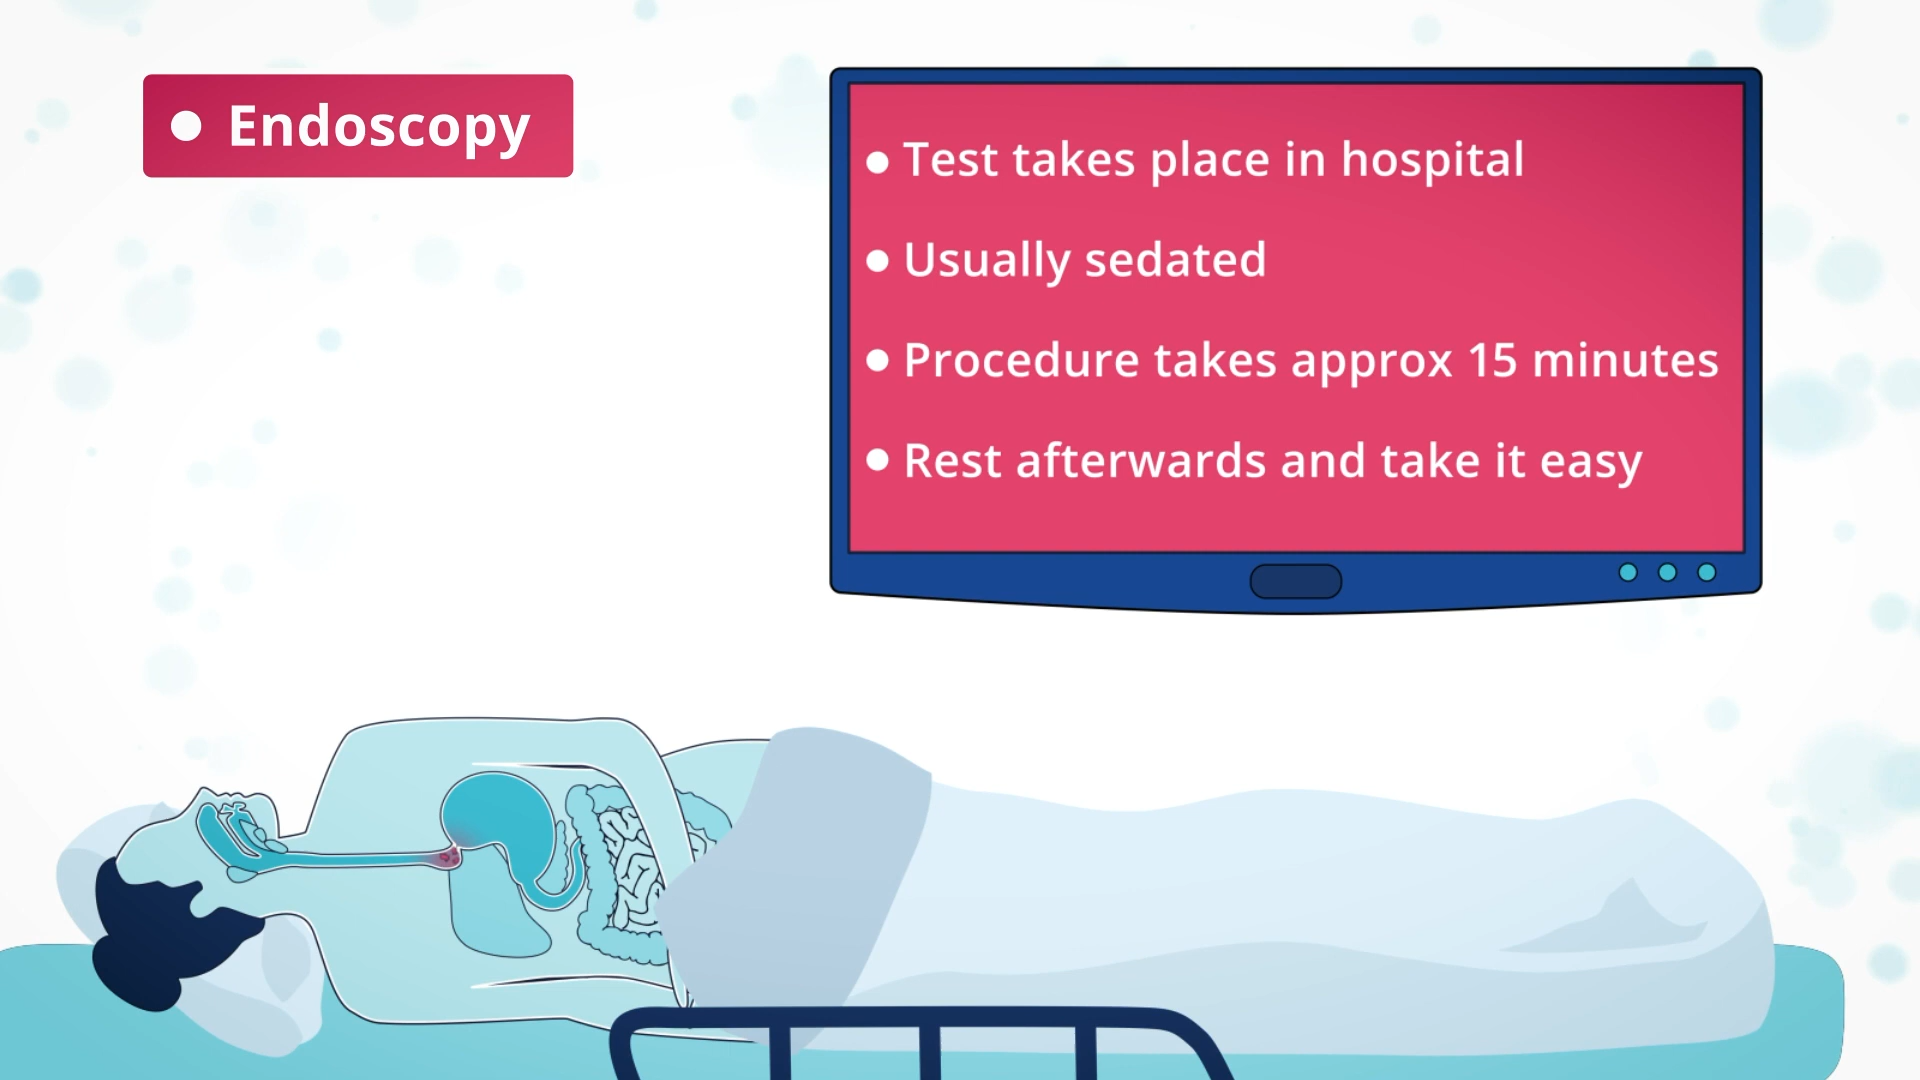 Endoscopy
Test takes place in hospital
Usually sedated
Procedure takes approx 15 minutes
Rest afterwards and take it easy